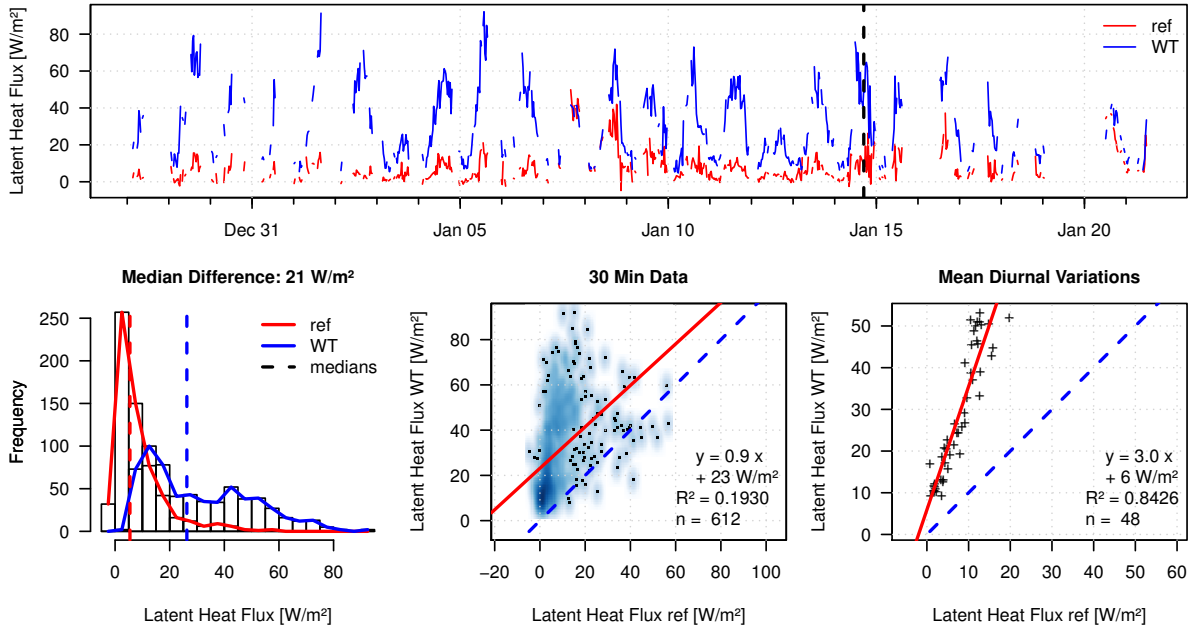 Latent Heat Flux [W/m²]
80
60
40
20
0
ref
WT
Dec 31
Jan 05
Jan 10
Jan 15
Jan 20
Median Difference: 21 W/m²
Frequency
250
200
150
100
50
0
ref
WT
medians
0
20
40
60
80
Latent Heat Flux [W/m²]
30 Min Data
Latent Heat Flux WT [W/m²]
80
60
40
20
0
y = 0.9 x
+ 23 W/m²
R² = 0.1930
n = 612
−20
0
20
40
60
80
100
Latent Heat Flux ref [W/m²]
Mean Diurnal Variations
Latent Heat Flux WT [W/m²]
50
40
30
20
10
0
y = 3.0 x
+ 6 W/m²
R² = 0.8426
n = 48
0
10
20
30
40
50
60
Latent Heat Flux ref [W/m²]